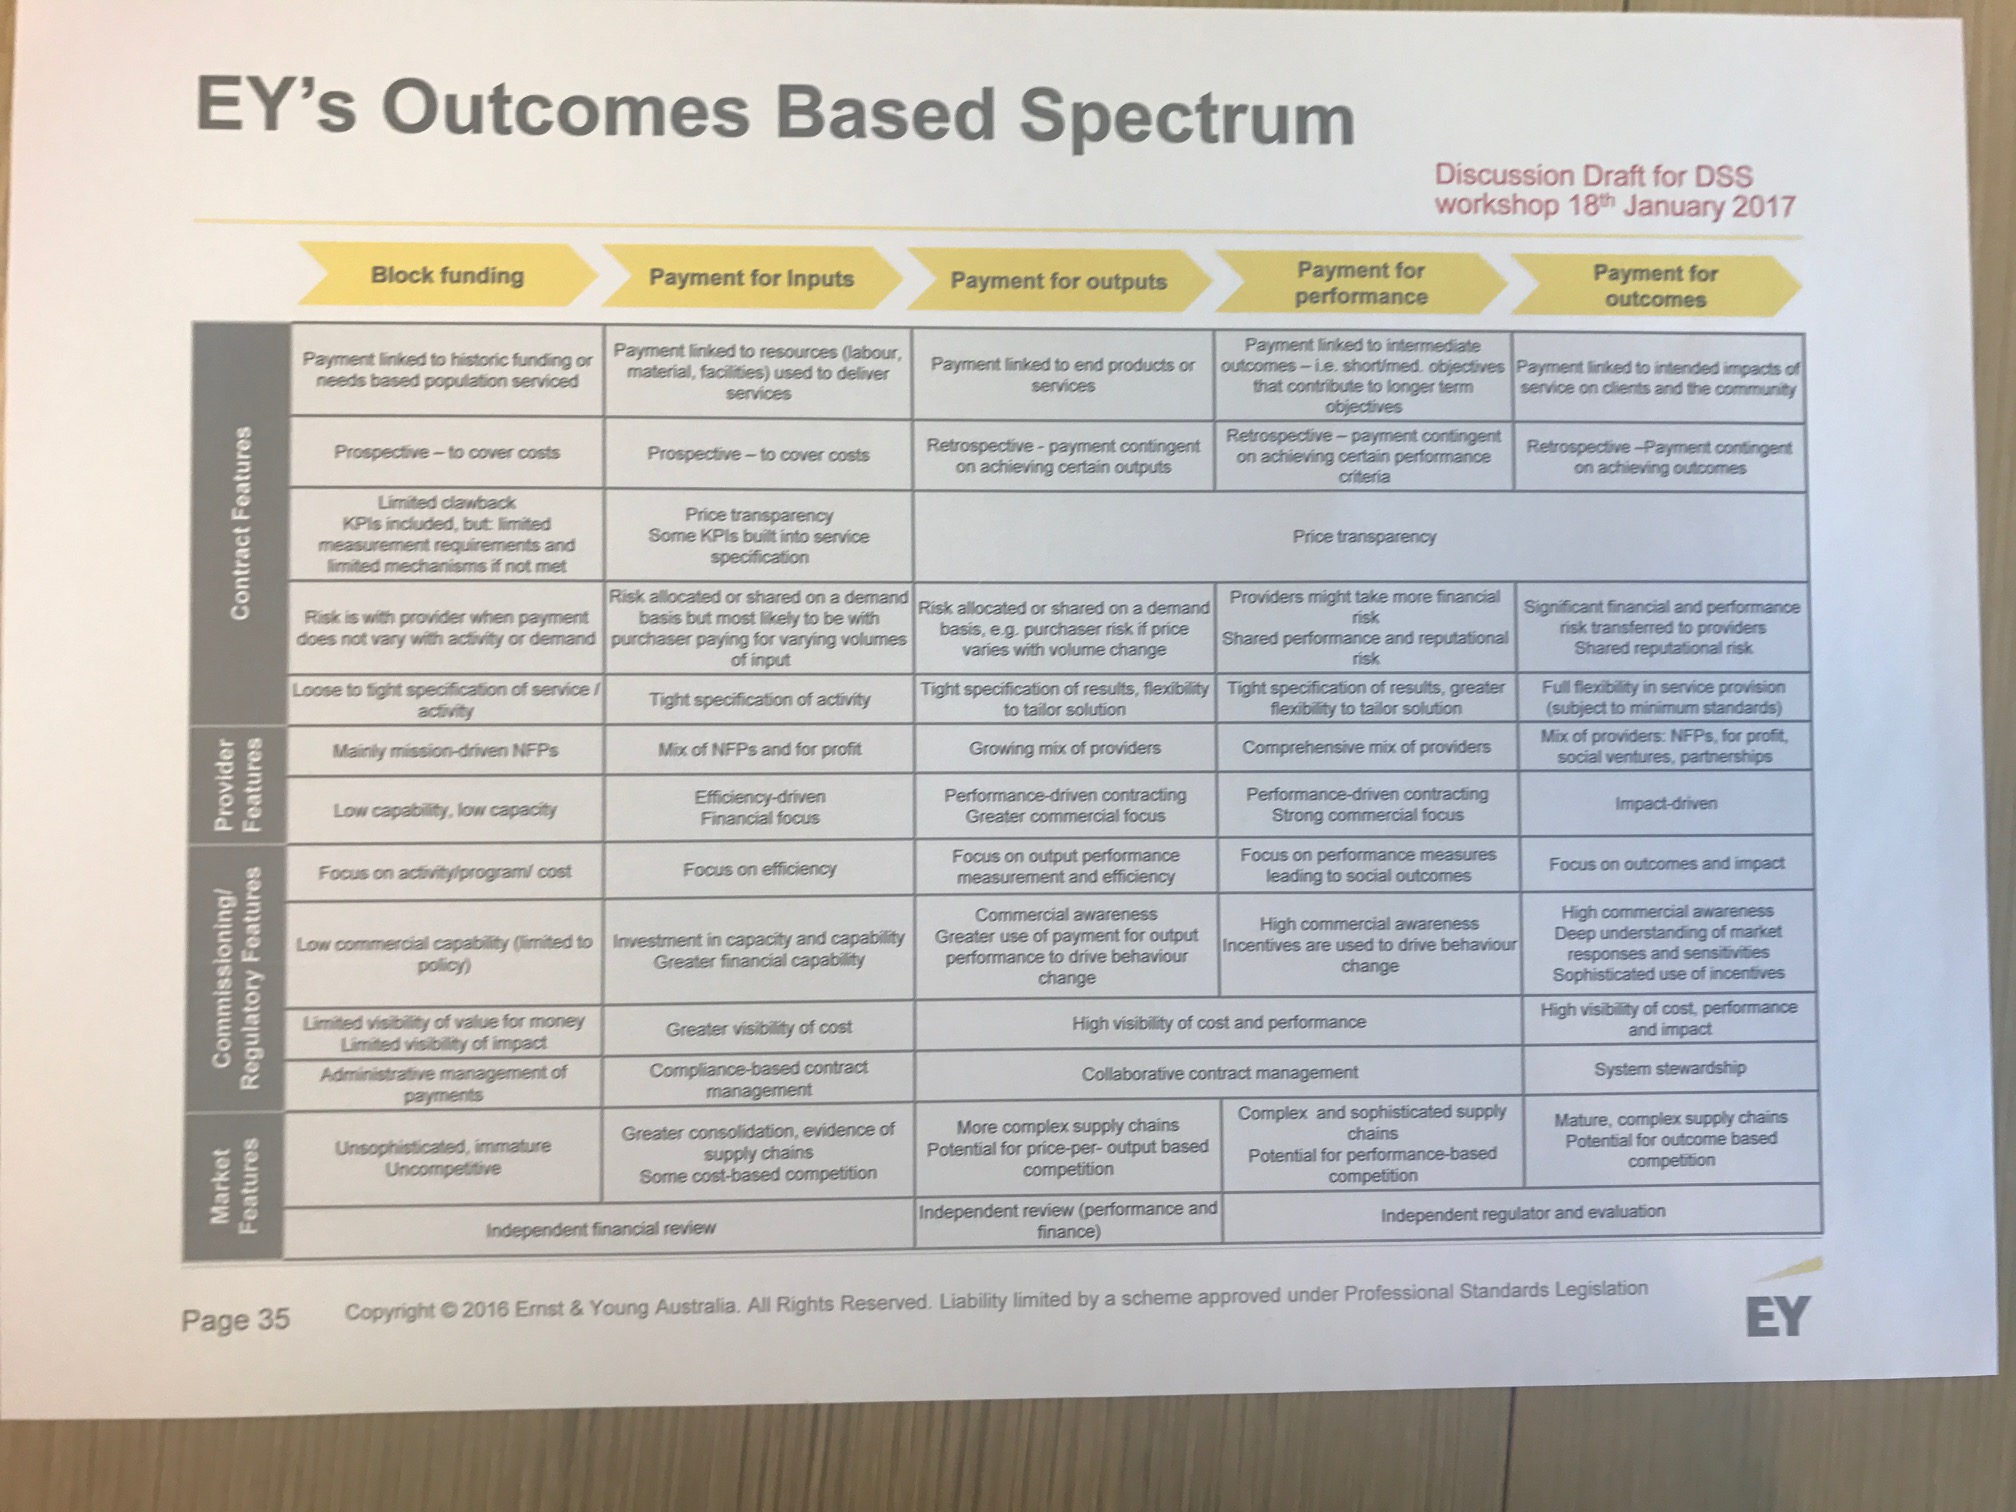 EY's Outcomes Based Spectrum
Discussion Draft for DSS
workshop 18th January 2017
Block funding
Payment for Inputs
Payment for outputs
Payment for
performance
Payment for
outcomes
Contract Features
Payment linked to historic funding or
needs based population serviced
Payment linked to resources (labour,
material, facilities) used to deliver
services
Payment linked to end products or
services
Payment linked to intermediate
outcomes – i.e. short/med. objectives
that contribute to longer term
objectives
Payment linked to intended impacts of
service on clients and the community
Prospective – to cover costs
Prospective – to cover costs
Retrospective - payment contingent
on achieving certain outputs
Retrospective – payment contingent
on achieving certain performance
criteria
Retrospective –Payment contingent
on achieving outcomes
Limited clawback
KPIs included, but: limited
measurement requirements and
limited mechanisms if not met
Price transparency
Some KPIs built into service
specification
Price transparency
Risk is with provider when payment
does not vary with activity or demand
Risk allocated or shared on a demand
basis but most likely to be with
purchaser paying for varying volumes
of input
Risk allocated or shared on a demand
basis, e.g. purchaser risk if price
varies with volume change
Providers might take more financial
risk
Shared performance and reputational
risk
Significant financial and performance
risk transferred to providers
Shared reputational risk
Loose to tight specification of service /
activity
Tight specification of activity
Tight specification of results, flexibility
to tailor solution
Tight specification of results, greater
flexibility to tailor solution
Full flexibility in service provision
(subject to minimum standards)
Provider
Features
Mainly mission-driven NFPs
Mix of NFPs and for profit
Growing mix of providers
Comprehensive mix of providers
Mix of providers: NFPs, for profit,
social ventures, partnerships
Low capability, low capacity
Efficiency-driven
Financial focus
Performance-driven contracting
Greater commercial focus
Performance-driven contracting
Strong commercial focus
Impact-driven
Commissioning/
Regulatory Features
Focus on activity/program/ cost
Focus on efficiency
Focus on output performance
measurement and efficiency
Focus on performance measures
leading to social outcomes
Focus on outcomes and impact
Low commercial capability (limited to
policy)
Investment in capacity and capability
Greater financial capability
Commercial awareness
Greater use of payment for output
performance to drive behaviour
change
High commercial awareness
Incentives are used to drive behaviour
change
High commercial awareness
Deep understanding of market
responses and sensitivities
Sophisticated use of incentives
Limited visibility of value for money
Limited visibility of impact
Greater visibility of cost
High visibility of cost and performance
High visibility of cost, performance
and impact
Administrative management of
payments
Compliance-based contract
management
Collaborative contract management
System stewardship
Market
Features
Unsophisticated, immature
Uncompetitive
Greater consolidation, evidence of
supply chains
Some cost-based competition
More complex supply chains
Potential for price-per- output based
competition
Complex and sophisticated supply
chains
Potential for performance-based
competition
Mature, complex supply chains
Potential for outcome based
competition
Independent financial review
Independent review (performance and
finance)
Independent regulator and evaluation
Page 35
Copyright © 2016 Ernst & Young Australia. All Rights Reserved. Liability limited by a scheme approved under Professional Standards Legislation
EY